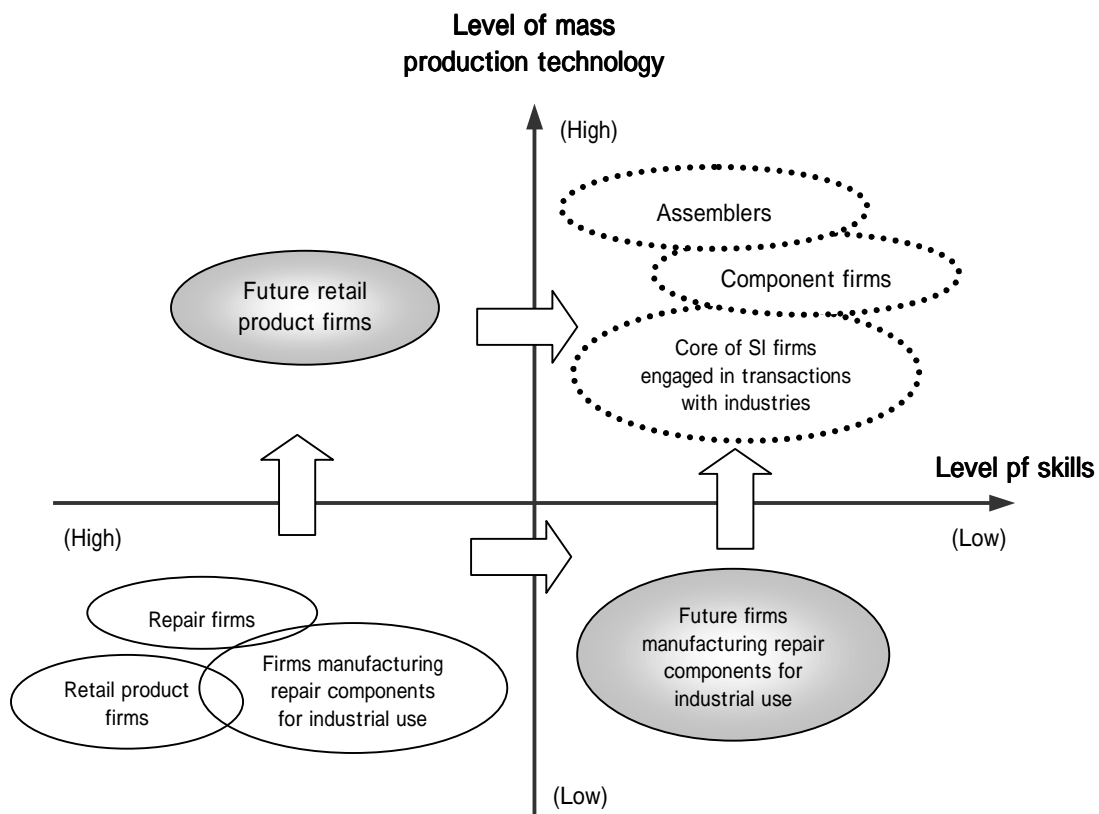 Level of mass
production technology
(High)
Assemblers
Component firms
Future retail
product firms
Core of SI firms
engaged in transactions
with industries
Level pf skills
(High)
(Low)
Repair firms
Firms manufacturing
repair components
for industrial use
Retail product
firms
Future firms
manufacturing repair
components for
industrial use
(Low)